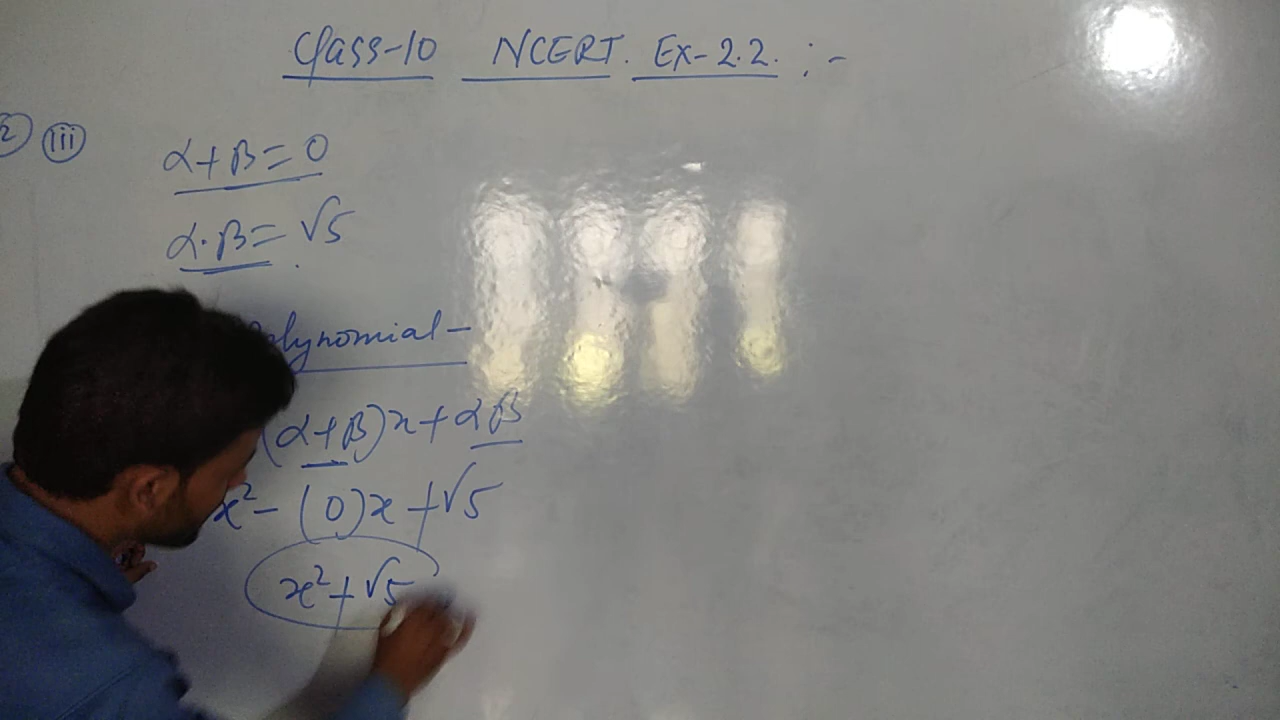 Class-10 NCERT. Ex-2.2. :-
2 iii α+β=0
α·β= √5
Polynomial-
(α+β)x+αβ
x²-(0)x+√5
x²+√5